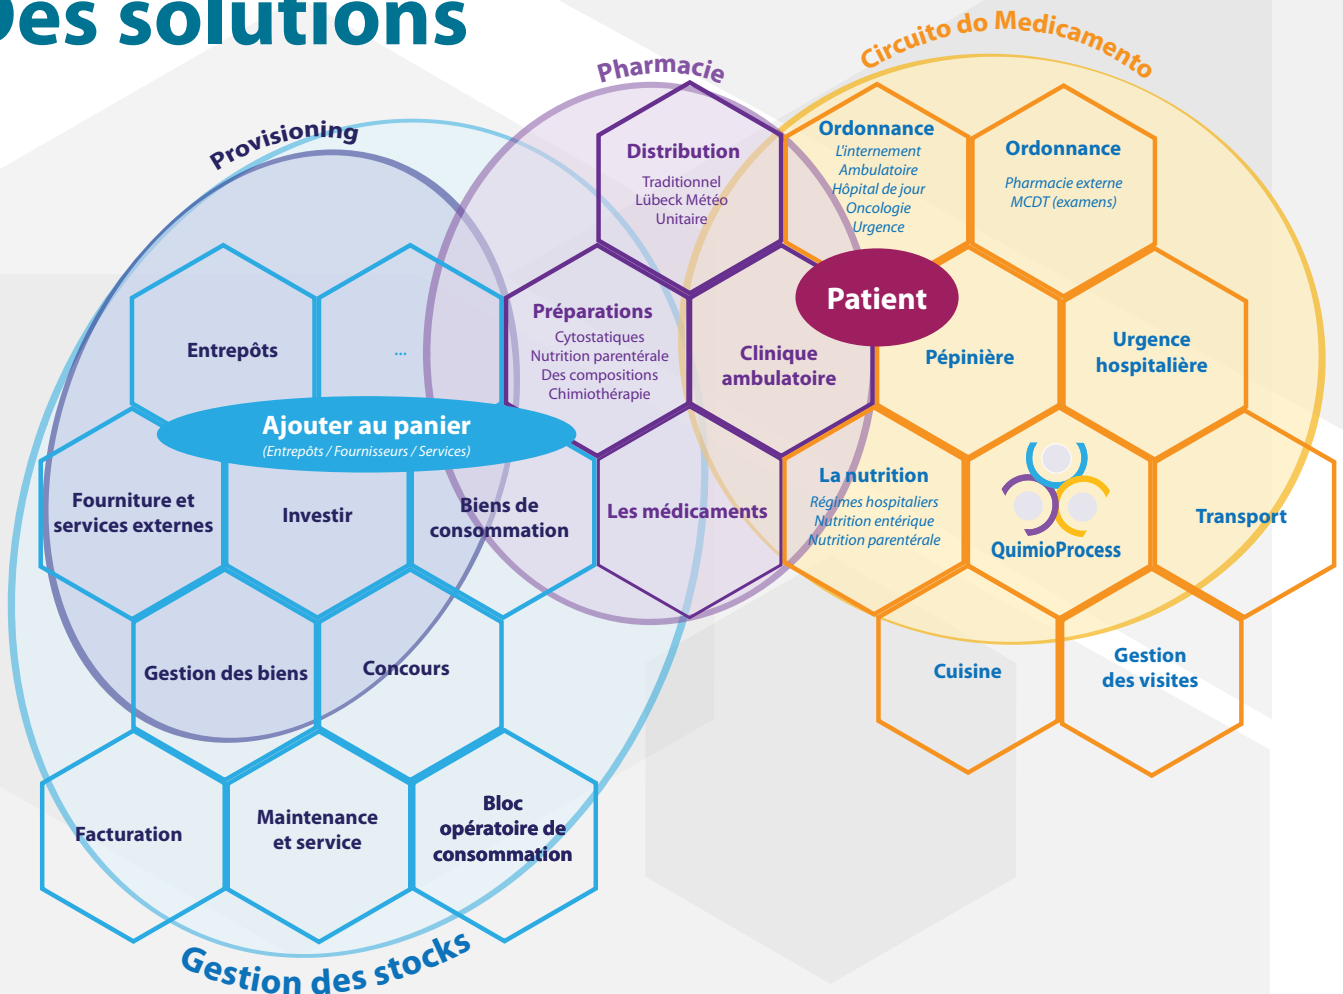 Des solutions
Circuito do Medicamento
Pharmacie
Provisioning
Distribution
Traditionnel
Lübeck Météo
Unitaire
Ordonnance
L'internement
Ambulatoire
Hôpital de jour
Oncologie
Urgence
Ordonnance
Pharmacie externe
MCDT (examens)
Patient
Entrepôts
...
Préparations
Cytostatiques
Nutrition parentérale
Des compositions
Chimiothérapie
Clinique
ambulatoire
Pépinière
Urgence
hospitalière
Ajouter au panier
(Entrepôts / Fournisseurs / Services)
Fourniture et
services externes
Investir
Biens de
consommation
Les médicaments
La nutrition
Régimes hospitaliers
Nutrition entérique
Nutrition parentérale
QuimioProcess
Transport
Gestion des biens
Concours
Cuisine
Gestion
des visites
Facturation
Maintenance
et service
Bloc
opératoire de
consommation
Gestion des stocks